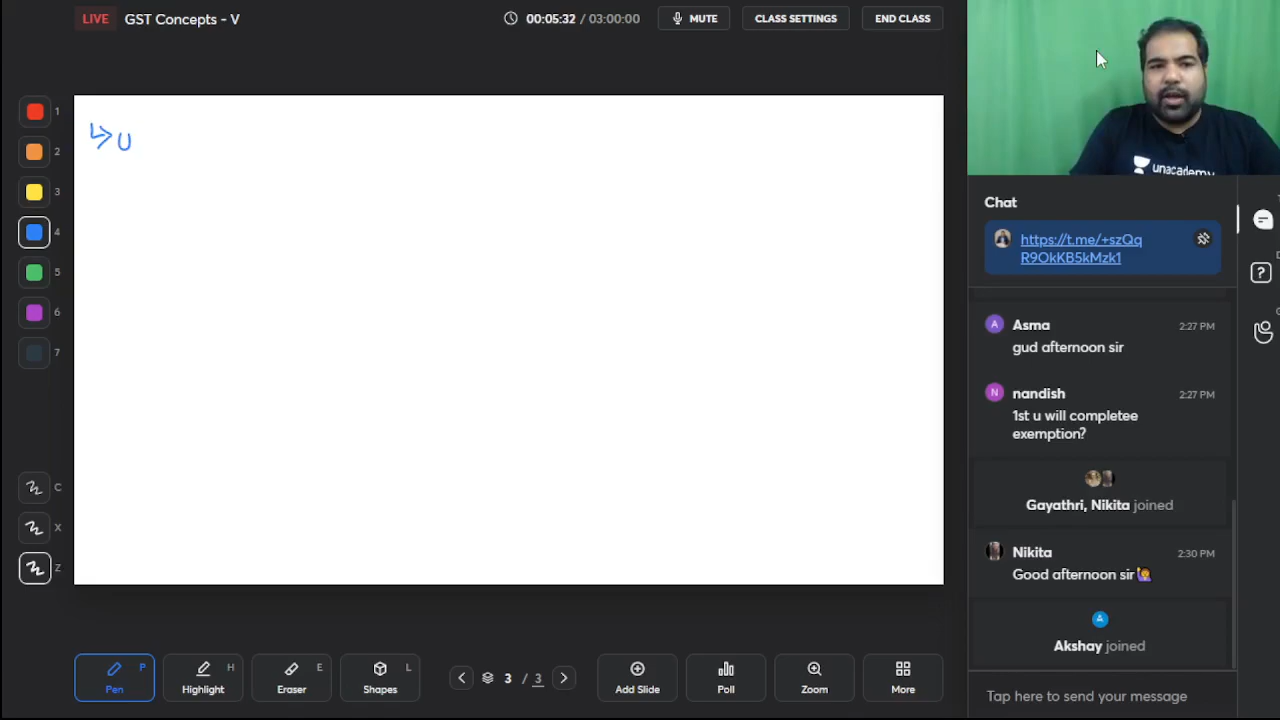 LIVE GST Concepts - V 00:05:32 / 03:00:00 MUTE CLASS SETTINGS END CLASS
unacademy
1
2
3
4
5
6
7
C
X
Z
U
Chat
https://t.me/+szQq
R9OkKB5kMzk1
Asma 2:27 PM
gud afternoon sir
nandish 2:27 PM
1st u will completee
exemption?
Gayathri, Nikita joined
Nikita 2:30 PM
Good afternoon sir🙋
A
Akshay joined
Tap here to send your message
Pen P
Highlight H
Eraser E
Shapes L
3 / 3
Add Slide
Poll
Zoom
More